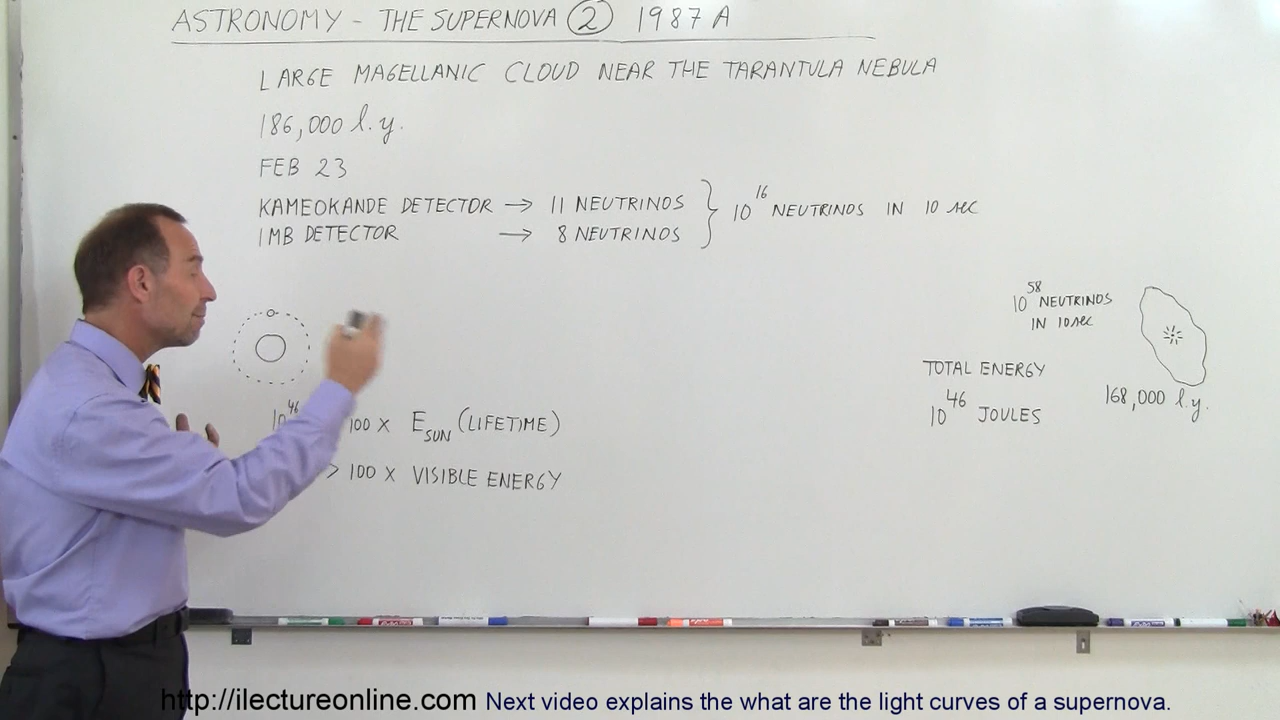 ASTRONOMY - THE SUPERNOVA ② 1987 A
LARGE MAGELLANIC CLOUD NEAR THE TARANTULA NEBULA
186,000 l.y.
FEB 23
KAMEOKANDE DETECTOR → 11 NEUTRINOS } 10^16 NEUTRINOS IN 10 SEC
IMB DETECTOR → 8 NEUTRINOS
10^58 NEUTRINOS
IN 10 SEC
TOTAL ENERGY
10^46 JOULES
168,000 l.y.
10^46 100 × E_SUN (LIFETIME)
> 100 × VISIBLE ENERGY
http://ilectureonline.com Next video explains the what are the light curves of a supernova.